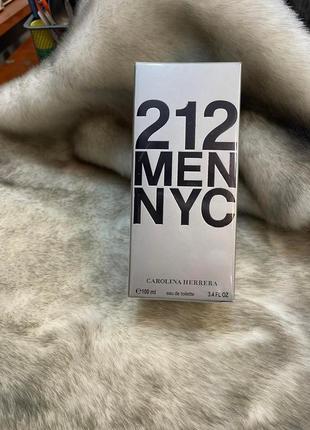 212
MEN
NYC
CAROLINA HERRERA
℮100 ml eau de toilette 3.4 FL OZ